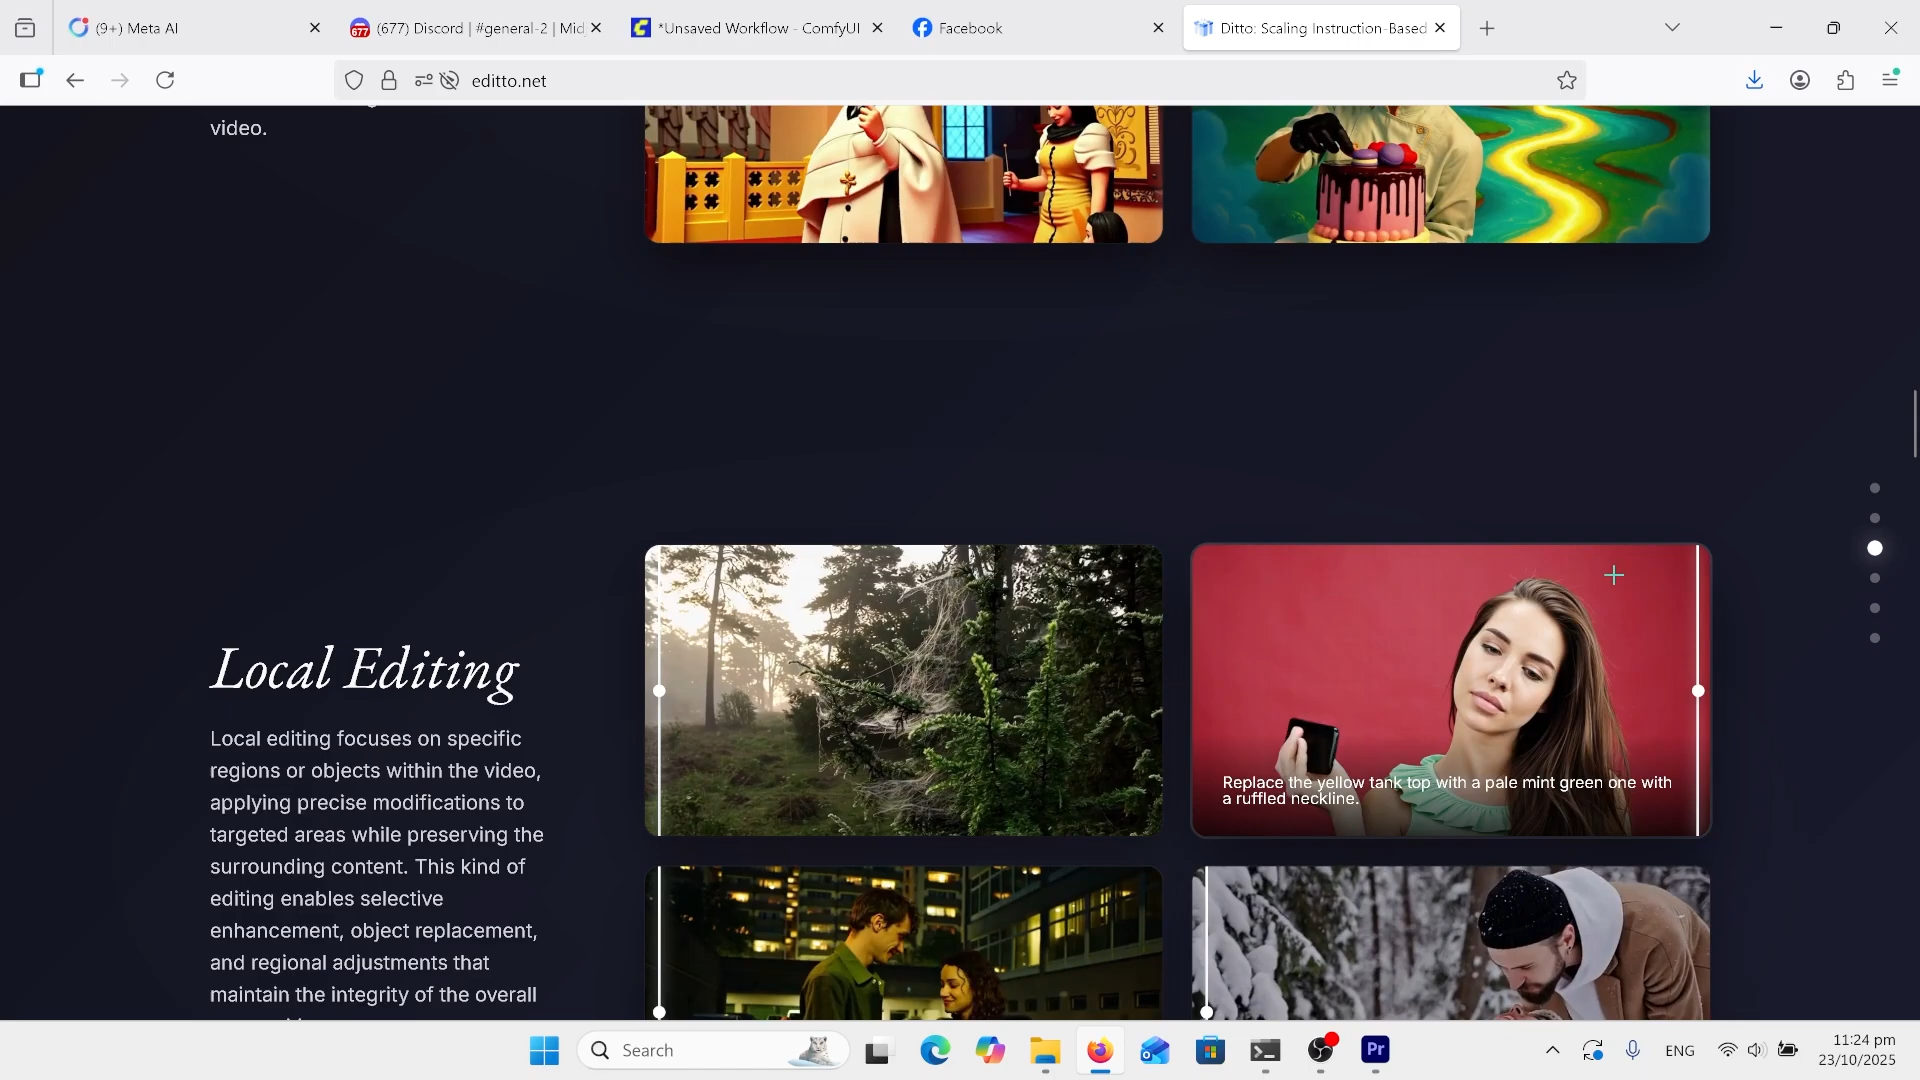 (9+) Meta AI
(677) Discord | #general-2 | Mid
*Unsaved Workflow - ComfyUI
Facebook
Ditto: Scaling Instruction-Based
677
editto.net
video.
Local Editing
Local editing focuses on specific
regions or objects within the video,
applying precise modifications to
targeted areas while preserving the
surrounding content. This kind of
editing enables selective
enhancement, object replacement,
and regional adjustments that
maintain the integrity of the overall
Replace the yellow tank top with a pale mint green one with
a ruffled neckline.
Search
Pr
ENG
11:24 pm
23/10/2025